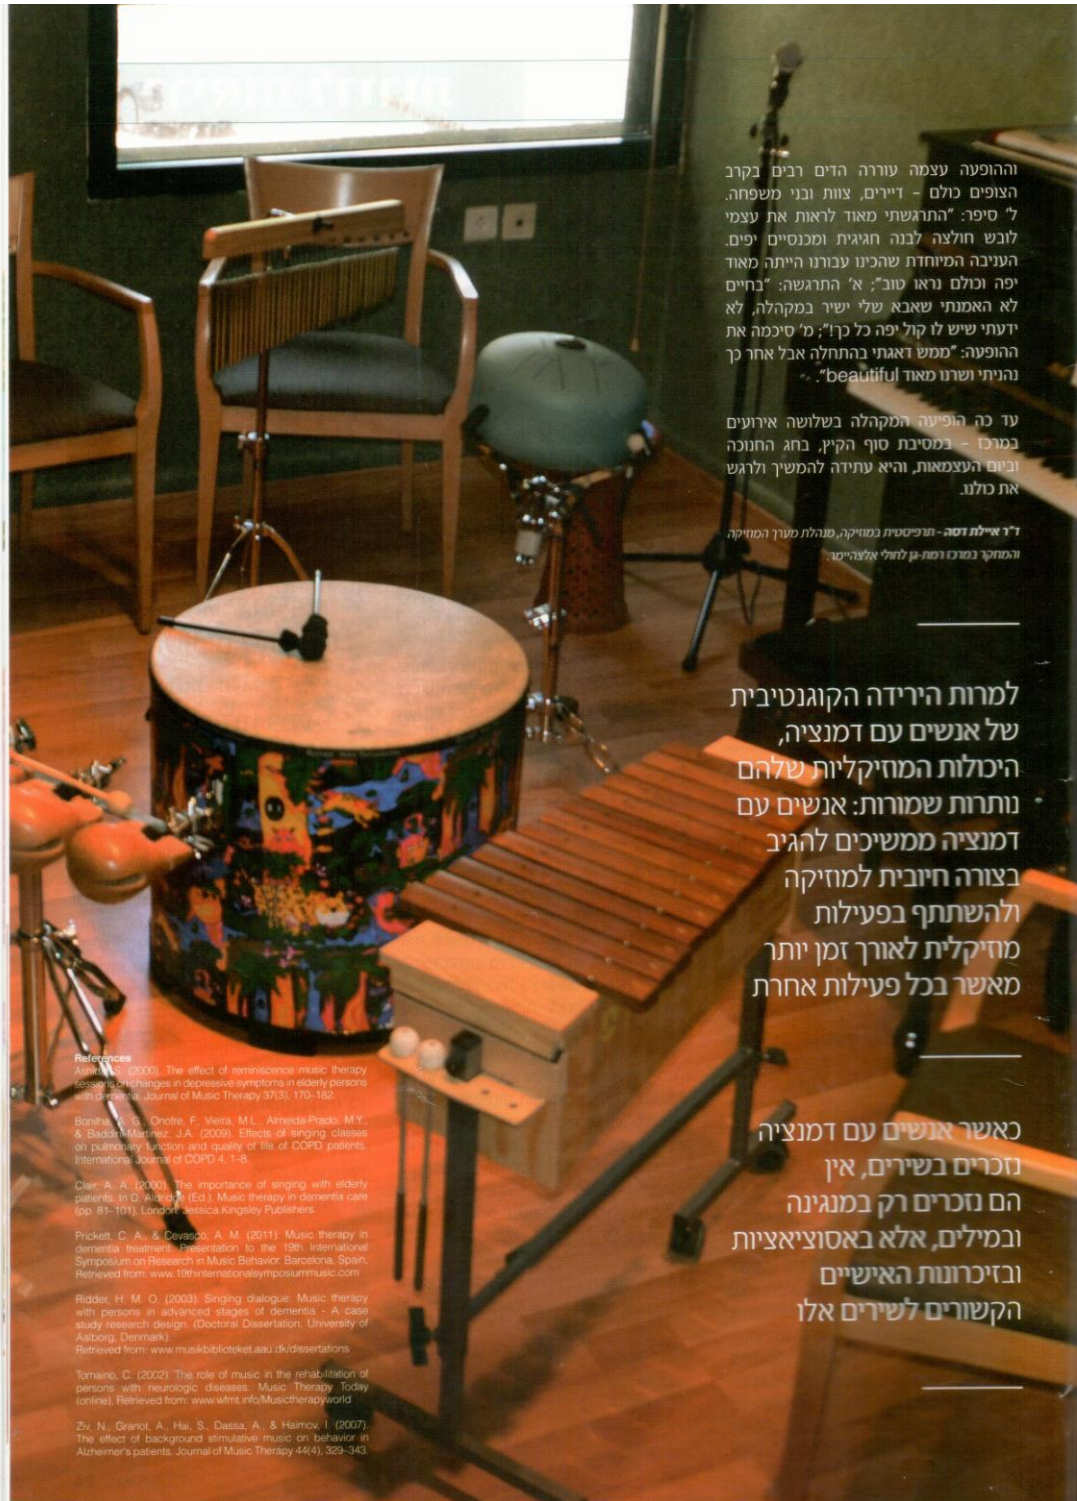 וההופעה עצמה עוררה הדים רבים בקרב
הצופים כולם – דיירים, צוות ובני משפחה.
ל' סיפר: "התרגשתי מאוד לראות את עצמי
לובש חולצה לבנה חגיגית ומכנסיים יפים.
העניבה המיוחדת שהכינו עבורנו הייתה מאוד
יפה וכולם נראו טוב"; א' התרגשה: "בחיים
לא האמנתי שאבא שלי ישיר במקהלה, לא
ידעתי שיש לו קול יפה כל כך!"; מ' סיכמה את
ההופעה: "ממש דאגתי בהתחלה אבל אחר כך
נהניתי ושרנו מאוד beautiful".
עד כה הופיעה המקהלה בשלושה אירועים
במרכז – במסיבת סוף הקיץ, בחג החנוכה
וביום העצמאות, והיא עתידה להמשיך ולרגש
את כולנו.
ד"ר איילת דסה - תרפיסטית במוזיקה, מנהלת מערך המוזיקה
והמחקר במרכז רמת-גן לחולי אלצהיימר.
למרות הירידה הקוגנטיבית
של אנשים עם דמנציה,
היכולות המוזיקליות שלהם
נותרות שמורות: אנשים עם
דמנציה ממשיכים להגיב
בצורה חיובית למוזיקה
ולהשתתף בפעילות
מוזיקלית לאורך זמן יותר
מאשר בכל פעילות אחרת
כאשר אנשים עם דמנציה
נזכרים בשירים, אין
הם נזכרים רק במנגינה
ובמילים, אלא באסוציאציות
ובזיכרונות האישיים
הקשורים לשירים אלו
References
Ashida, S. (2000). The effect of reminiscence music therapy
sessions on changes in depressive symptoms in elderly persons
with dementia. Journal of Music Therapy 37(3), 170–182.
Bonilha, A. G., Onofre, F., Vieira, M.L., Almeida-Prado, M.Y.,
& Baddini-Martinez, J.A. (2009). Effects of singing classes
on pulmonary function and quality of life of COPD patients.
International Journal of COPD 4, 1–8.
Clair, A. A. (2000). The importance of singing with elderly
patients. In D. Aldridge (Ed.), Music therapy in dementia care
(pp. 81–101). London: Jessica Kingsley Publishers.
Prickett, C. A., & Cevasco, A. M. (2011). Music therapy in
dementia treatment. Presentation to the 19th International
Symposium on Research in Music Behavior. Barcelona, Spain.
Retrieved from: www.19thinternationalsymposiummusic.com
Ridder, H. M. O. (2003). Singing dialogue: Music therapy
with persons in advanced stages of dementia - A case
study research design. (Doctoral Dissertation, University of
Aalborg, Denmark).
Retrieved from: www.musikbiblioteket.aau.dk/dissertations
Tomaino, C. (2002). The role of music in the rehabilitation of
persons with neurologic diseases. Music Therapy Today
(online). Retrieved from: www.wfmt.info/Musictherapyworld
Ziv, N., Granot, A., Hai, S., Dassa, A., & Haimov, I. (2007).
The effect of background stimulative music on behavior in
Alzheimer's patients. Journal of Music Therapy 44(4), 329–343.